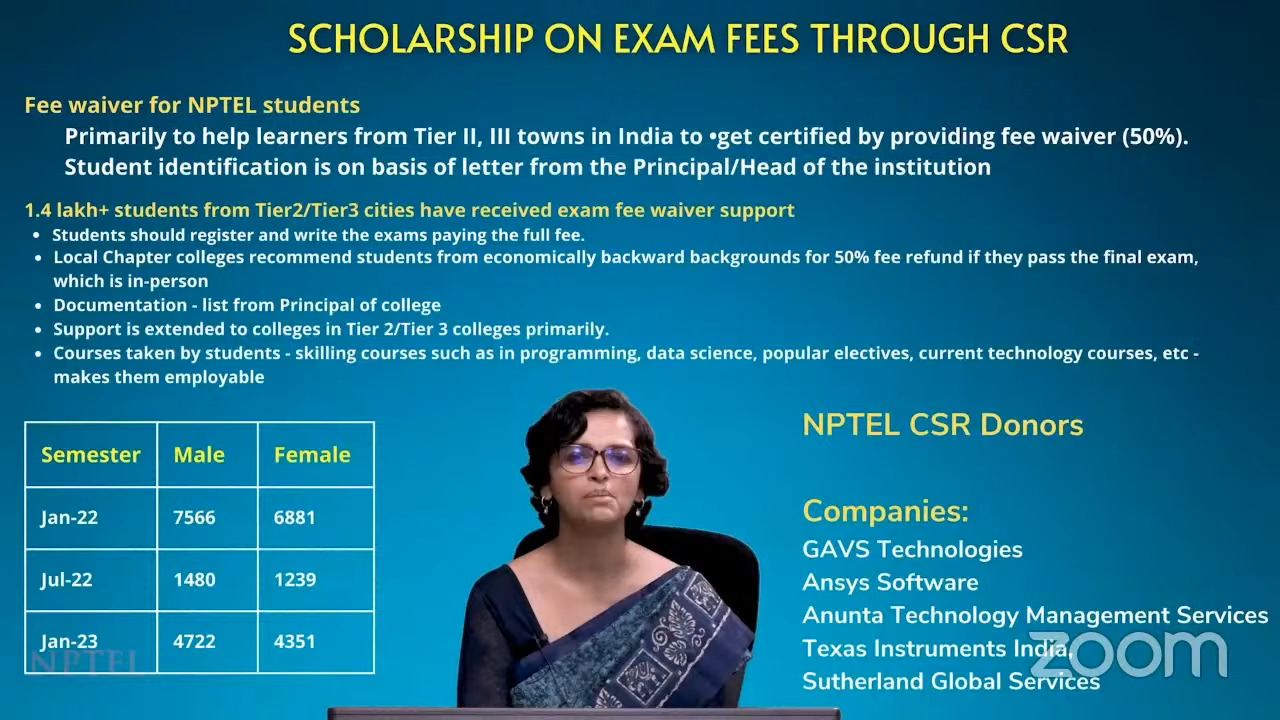 SCHOLARSHIP ON EXAM FEES THROUGH CSR
Fee waiver for NPTEL students
Primarily to help learners from Tier II, III towns in India to •get certified by providing fee waiver (50%).
Student identification is on basis of letter from the Principal/Head of the institution
1.4 lakh+ students from Tier2/Tier3 cities have received exam fee waiver support
• Students should register and write the exams paying the full fee.
• Local Chapter colleges recommend students from economically backward backgrounds for 50% fee refund if they pass the final exam,
which is in-person
• Documentation - list from Principal of college
• Support is extended to colleges in Tier 2/Tier 3 colleges primarily.
• Courses taken by students - skilling courses such as in programming, data science, popular electives, current technology courses, etc -
makes them employable
Semester Male Female
Jan-22 7566 6881
Jul-22 1480 1239
Jan-23 4722 4351
NPTEL
NPTEL CSR Donors
Companies:
GAVS Technologies
Ansys Software
Anunta Technology Management Services
Texas Instruments India,
Sutherland Global Services
zoom